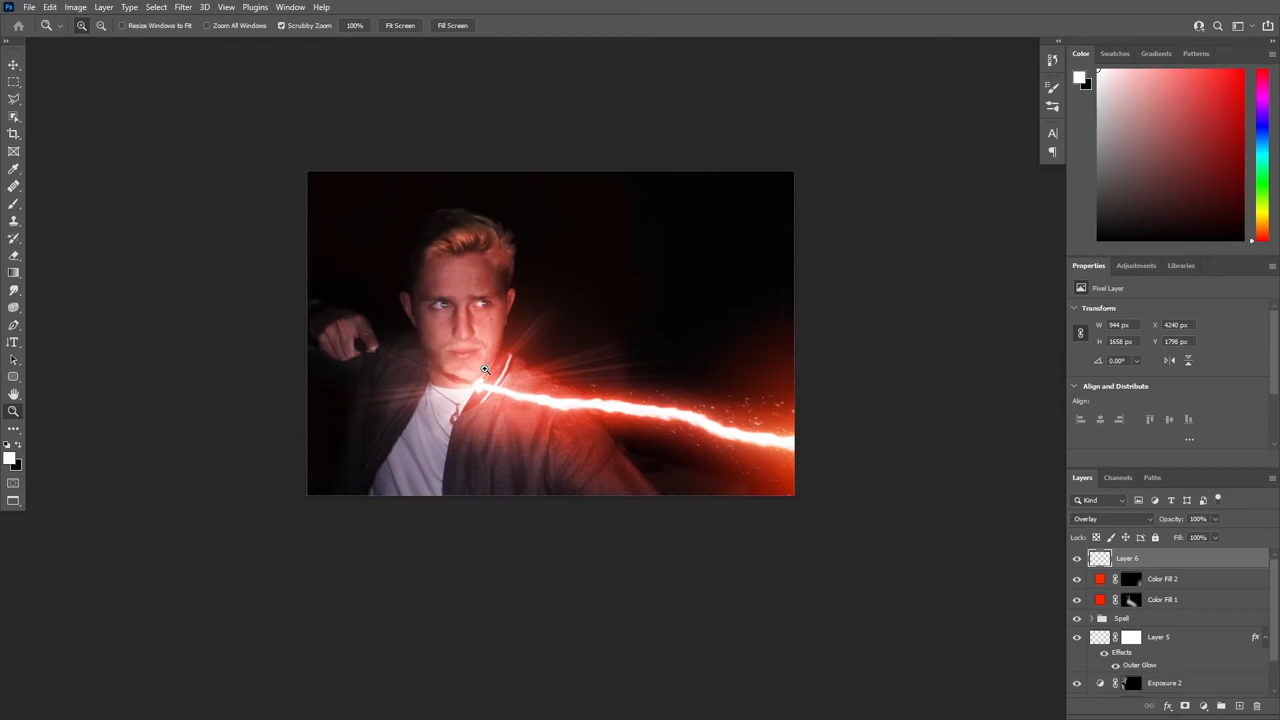 Ps File Edit Image Layer Type Select Filter 3D View Plugins Window Help
Resize Windows to Fit Zoom All Windows Scrubby Zoom 100% Fit Screen Fill Screen
Color Swatches Gradients Patterns
Properties Adjustments Libraries
Pixel Layer
Transform
W 944 px X 4240 px
H 1658 px Y 1798 px
0.00°
Align and Distribute
Align:
Layers Channels Paths
Kind
Overlay Opacity: 100%
Lock: Fill: 100%
Layer 6
Color Fill 2
Color Fill 1
Spell
Layer 5 fx
Effects
Outer Glow
Exposure 2
fx